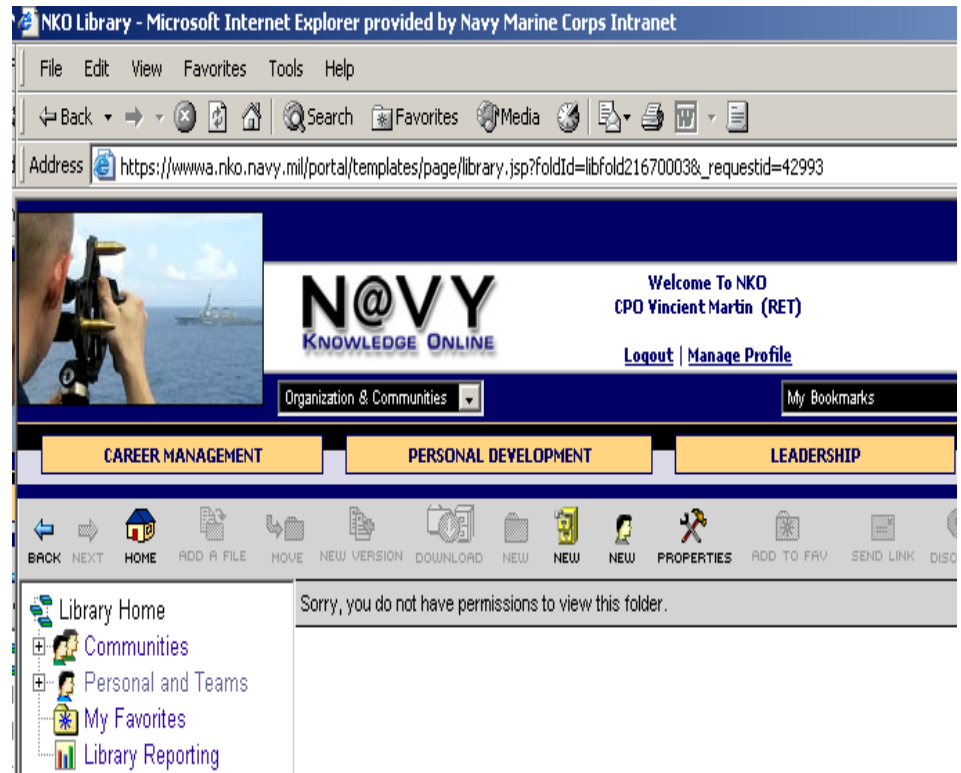 NKO Library - Microsoft Internet Explorer provided by Navy Marine Corps Intranet
File Edit View Favorites Tools Help
Back Search Favorites Media
Address https://wwwa.nko.navy.mil/portal/templates/page/library.jsp?foldId=libfold21670003&_requestid=42993
N@VY
KNOWLEDGE ONLINE
Welcome To NKO
CPO Vincient Martin (RET)
Logout | Manage Profile
Organization & Communities My Bookmarks
CAREER MANAGEMENT PERSONAL DEVELOPMENT LEADERSHIP
BACK NEXT HOME ADD A FILE MOVE NEW VERSION DOWNLOAD NEW NEW NEW PROPERTIES ADD TO FAV SEND LINK DISC
Library Home
Sorry, you do not have permissions to view this folder.
Communities
Personal and Teams
My Favorites
Library Reporting